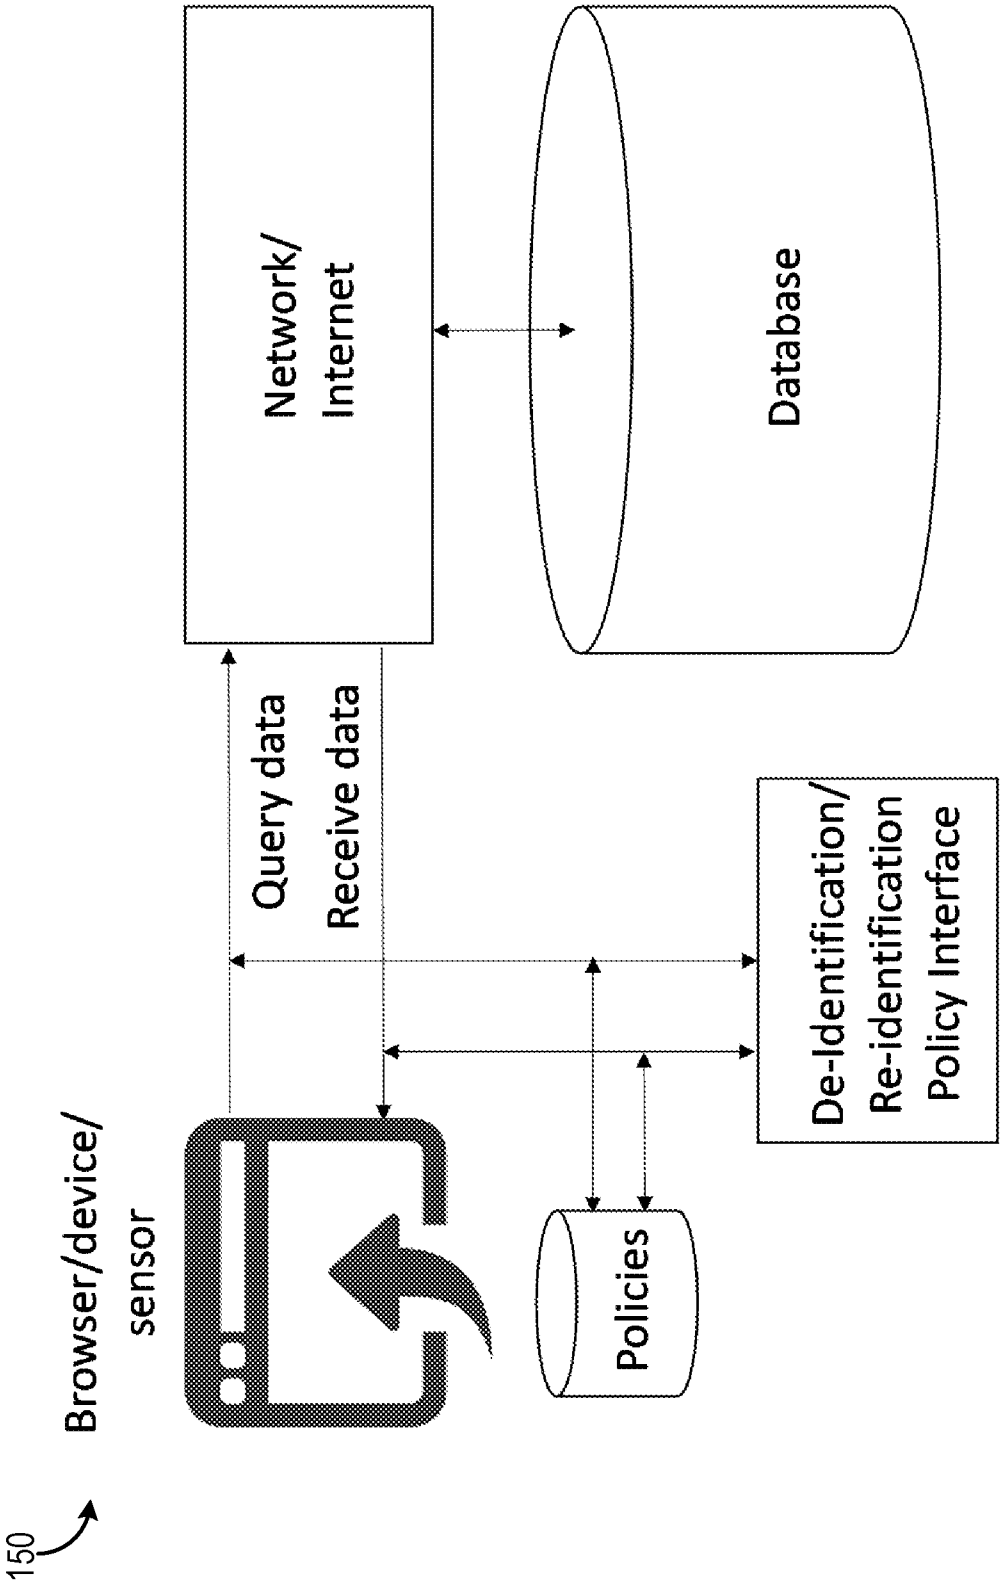 150
Browser/device/
sensor
Query data
Receive data
Network/
Internet
Policies
De-Identification/
Re-identification
Policy Interface
Database